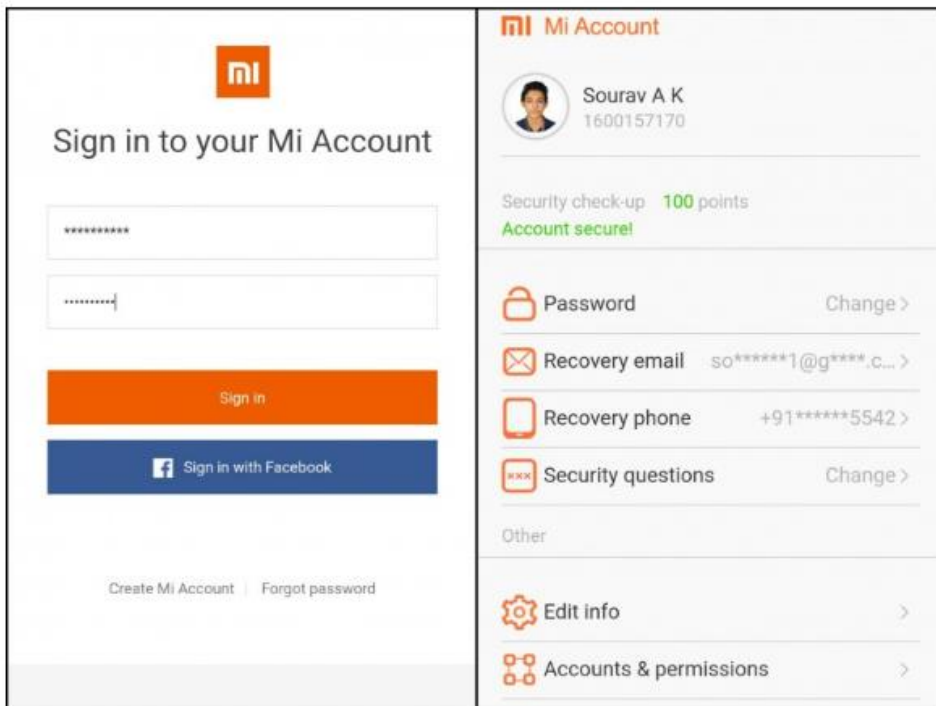 Sign in to your Mi Account
**********
••••••••••
Sign in
f Sign in with Facebook
Create Mi Account | Forgot password
mi Mi Account
Sourav A K
1600157170
Security check-up 100 points
Account secure!
Password Change >
Recovery email so******1@g****.c... >
Recovery phone +91******5542 >
xxx Security questions Change >
Other
Edit info >
Accounts & permissions >